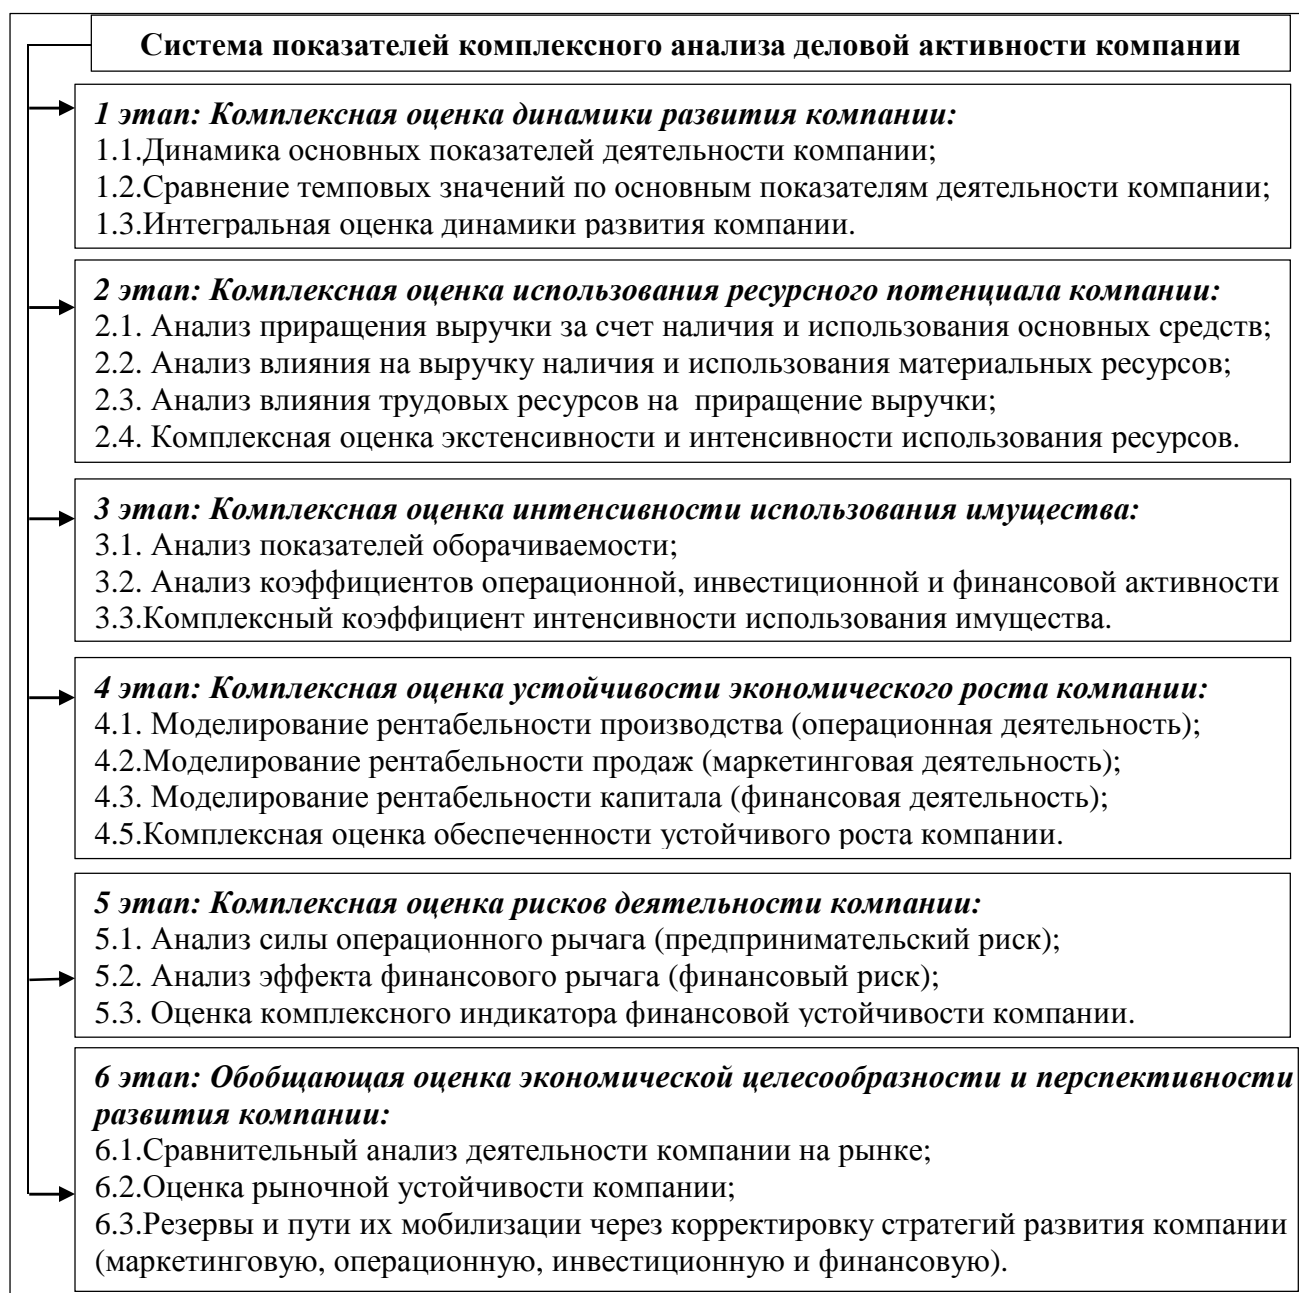 Система показателей комплексного анализа деловой активности компании
1 этап: Комплексная оценка динамики развития компании:
1.1.Динамика основных показателей деятельности компании;
1.2.Сравнение темповых значений по основным показателям деятельности компании;
1.3.Интегральная оценка динамики развития компании.
2 этап: Комплексная оценка использования ресурсного потенциала компании:
2.1. Анализ приращения выручки за счет наличия и использования основных средств;
2.2. Анализ влияния на выручку наличия и использования материальных ресурсов;
2.3. Анализ влияния трудовых ресурсов на  приращение выручки;
2.4. Комплексная оценка экстенсивности и интенсивности использования ресурсов.
3 этап: Комплексная оценка интенсивности использования имущества:
3.1. Анализ показателей оборачиваемости;
3.2. Анализ коэффициентов операционной, инвестиционной и финансовой активности
3.3.Комплексный коэффициент интенсивности использования имущества.
4 этап: Комплексная оценка устойчивости экономического роста компании:
4.1. Моделирование рентабельности производства (операционная деятельность);
4.2.Моделирование рентабельности продаж (маркетинговая деятельность);
4.3. Моделирование рентабельности капитала (финансовая деятельность);
4.5.Комплексная оценка обеспеченности устойчивого роста компании.
5 этап: Комплексная оценка рисков деятельности компании:
5.1. Анализ силы операционного рычага (предпринимательский риск);
5.2. Анализ эффекта финансового рычага (финансовый риск);
5.3. Оценка комплексного индикатора финансовой устойчивости компании.
6 этап: Обобщающая оценка экономической целесообразности и перспективности
развития компании:
6.1.Сравнительный анализ деятельности компании на рынке;
6.2.Оценка рыночной устойчивости компании;
6.3.Резервы и пути их мобилизации через корректировку стратегий развития компании
(маркетинговую, операционную, инвестиционную и финансовую).